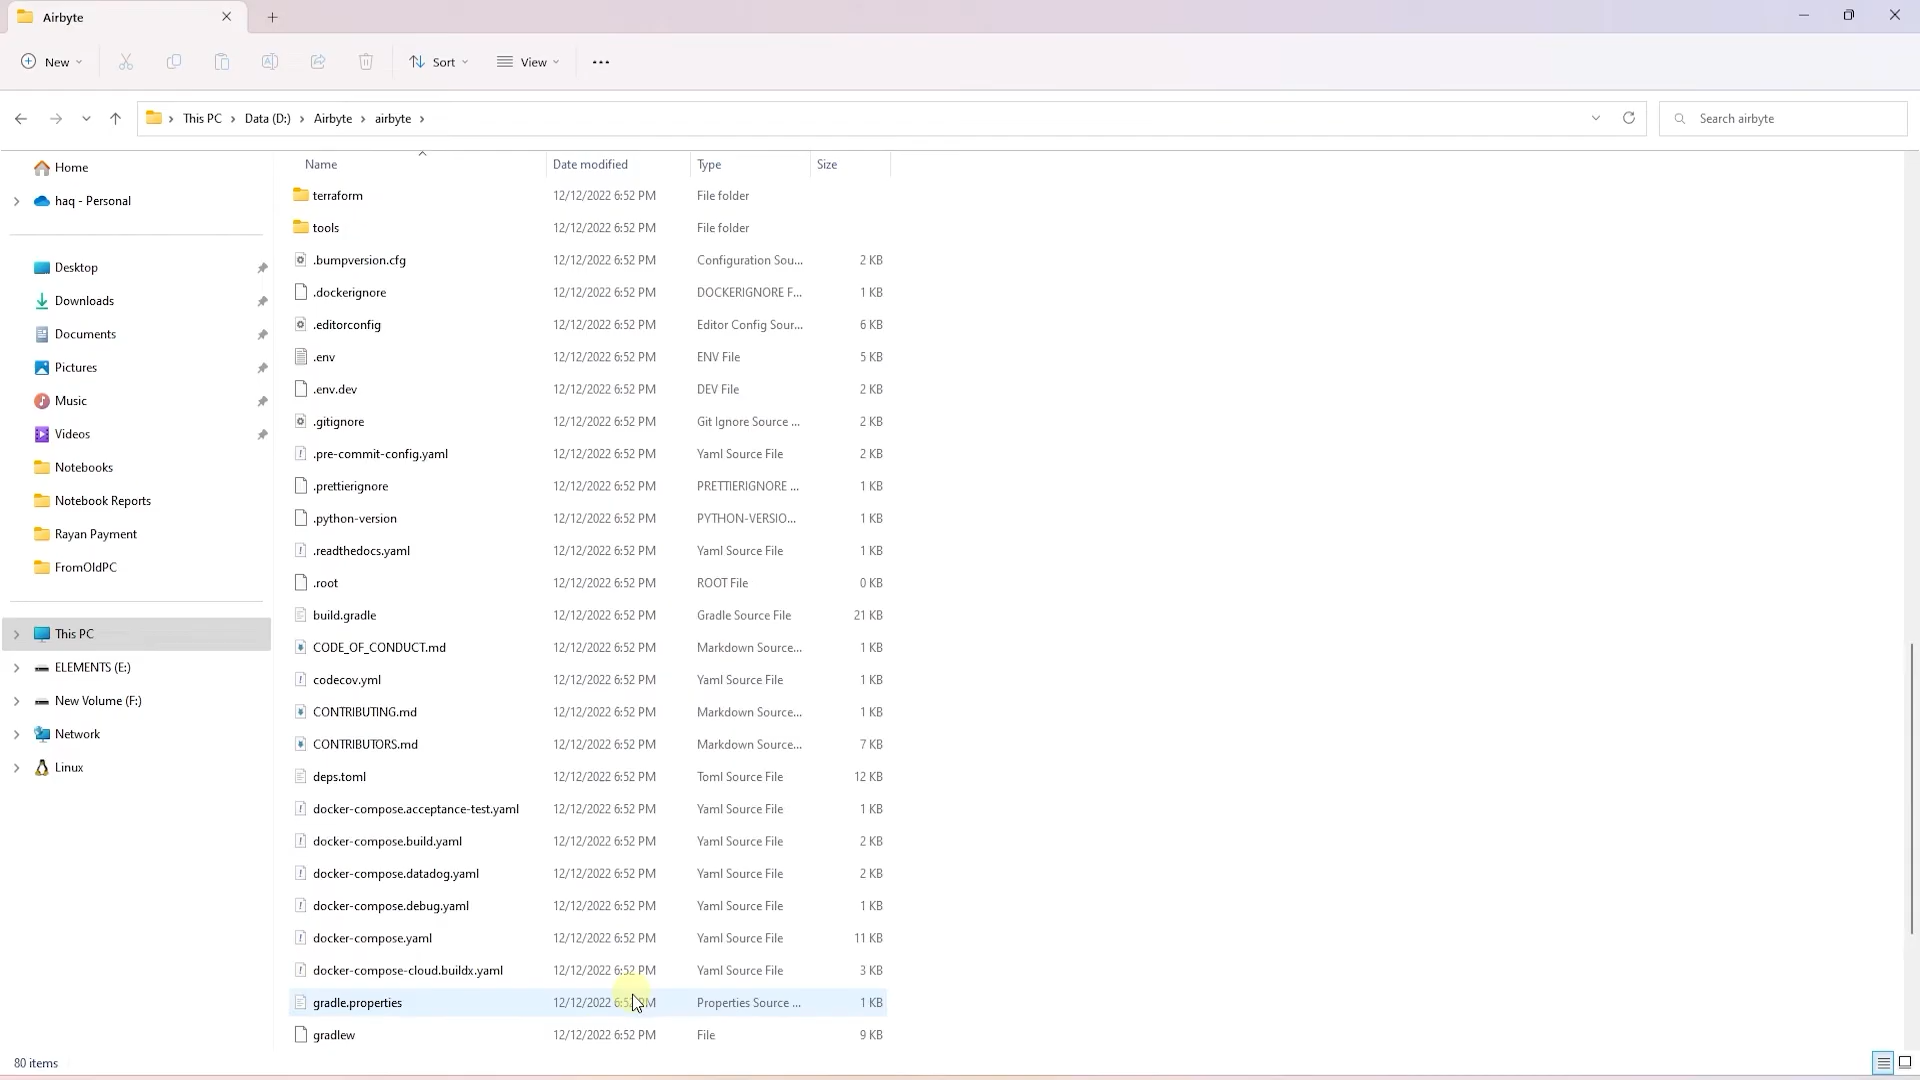 Airbyte
New
Sort
View
This PC > Data (D:) > Airbyte > airbyte >
Search airbyte
Home
haq - Personal
Desktop
Downloads
Documents
Pictures
Music
Videos
Notebooks
Notebook Reports
Rayan Payment
FromOldPC
This PC
ELEMENTS (E:)
New Volume (F:)
Network
Linux
Name Date modified Type Size
terraform 12/12/2022 6:52 PM File folder
tools 12/12/2022 6:52 PM File folder
.bumpversion.cfg 12/12/2022 6:52 PM Configuration Sou... 2 KB
.dockerignore 12/12/2022 6:52 PM DOCKERIGNORE F... 1 KB
.editorconfig 12/12/2022 6:52 PM Editor Config Sour... 6 KB
.env 12/12/2022 6:52 PM ENV File 5 KB
.env.dev 12/12/2022 6:52 PM DEV File 2 KB
.gitignore 12/12/2022 6:52 PM Git Ignore Source ... 2 KB
.pre-commit-config.yaml 12/12/2022 6:52 PM Yaml Source File 2 KB
.prettierignore 12/12/2022 6:52 PM PRETTIERIGNORE ... 1 KB
.python-version 12/12/2022 6:52 PM PYTHON-VERSIO... 1 KB
.readthedocs.yaml 12/12/2022 6:52 PM Yaml Source File 1 KB
.root 12/12/2022 6:52 PM ROOT File 0 KB
build.gradle 12/12/2022 6:52 PM Gradle Source File 21 KB
CODE_OF_CONDUCT.md 12/12/2022 6:52 PM Markdown Source... 1 KB
codecov.yml 12/12/2022 6:52 PM Yaml Source File 1 KB
CONTRIBUTING.md 12/12/2022 6:52 PM Markdown Source... 1 KB
CONTRIBUTORS.md 12/12/2022 6:52 PM Markdown Source... 7 KB
deps.toml 12/12/2022 6:52 PM Toml Source File 12 KB
docker-compose.acceptance-test.yaml 12/12/2022 6:52 PM Yaml Source File 1 KB
docker-compose.build.yaml 12/12/2022 6:52 PM Yaml Source File 2 KB
docker-compose.datadog.yaml 12/12/2022 6:52 PM Yaml Source File 2 KB
docker-compose.debug.yaml 12/12/2022 6:52 PM Yaml Source File 1 KB
docker-compose.yaml 12/12/2022 6:52 PM Yaml Source File 11 KB
docker-compose-cloud.buildx.yaml 12/12/2022 6:52 PM Yaml Source File 3 KB
gradle.properties 12/12/2022 6:52 PM Properties Source ... 1 KB
gradlew 12/12/2022 6:52 PM File 9 KB
80 items